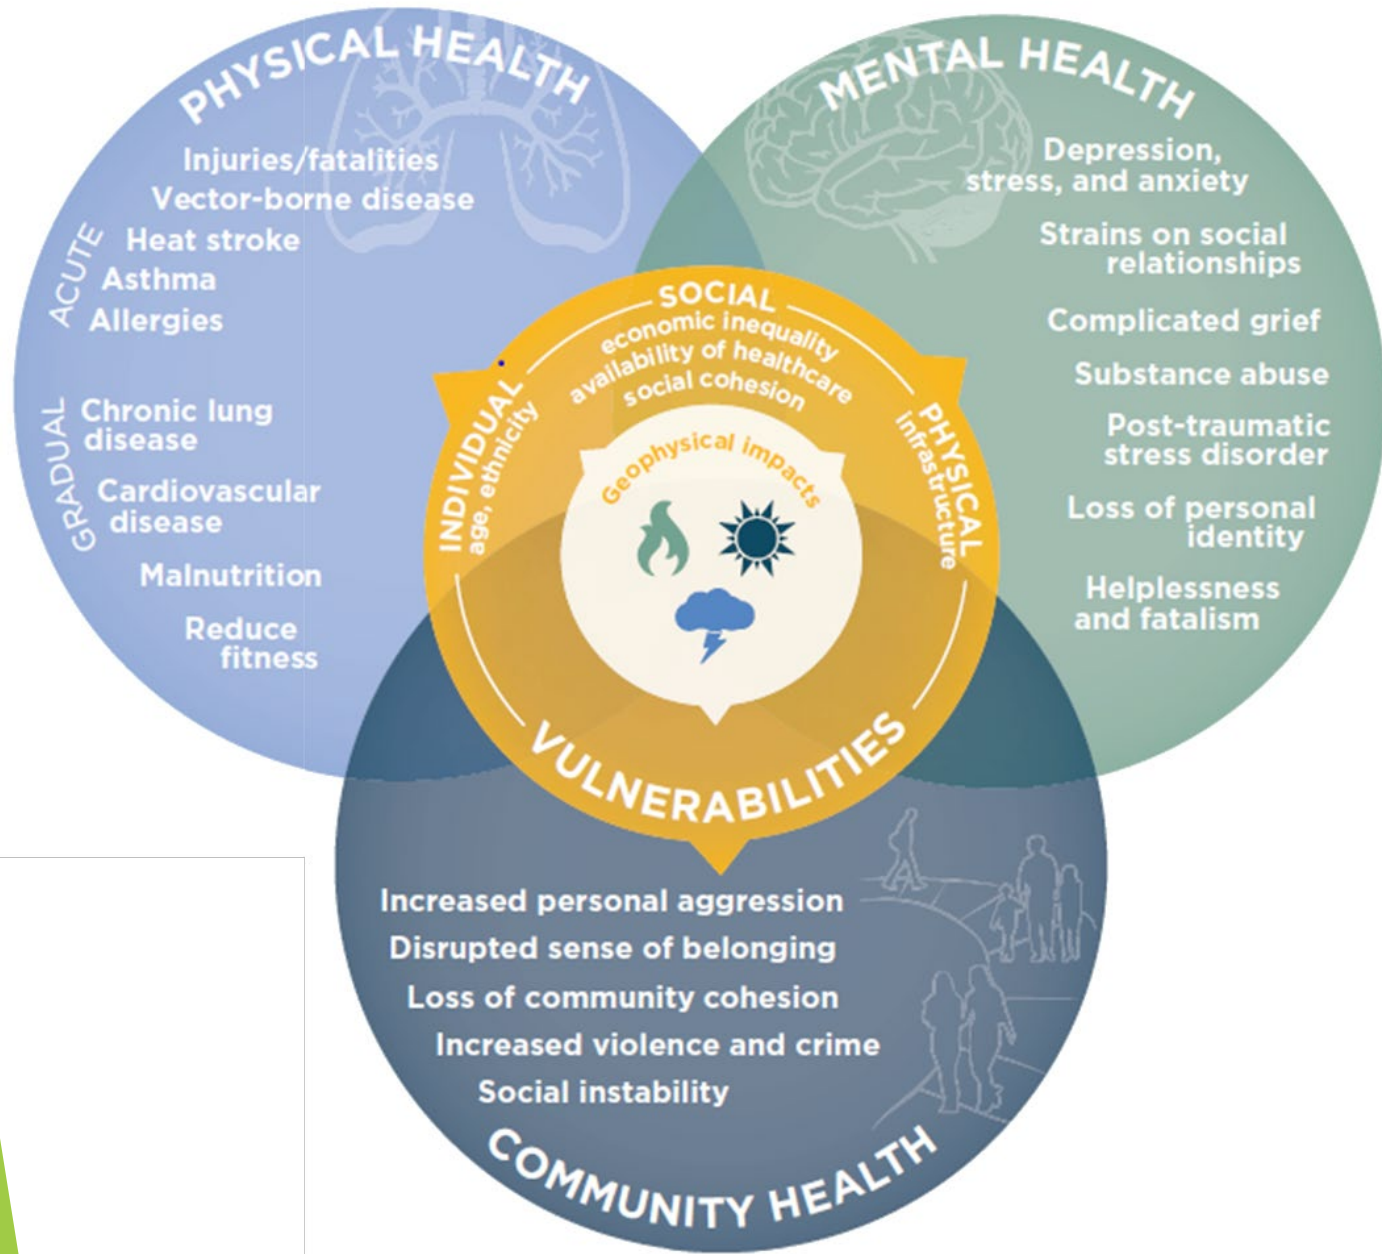 PHYSICAL HEALTH
Injuries/fatalities
Vector-borne disease
ACUTE
Heat stroke
Asthma
Allergies
GRADUAL
Chronic lung
disease
Cardiovascular
disease
Malnutrition
Reduce
fitness
MENTAL HEALTH
Depression,
stress, and anxiety
Strains on social
relationships
Complicated grief
Substance abuse
Post-traumatic
stress disorder
Loss of personal
identity
Helplessness
and fatalism
SOCIAL
economic inequality
availability of healthcare
social cohesion
INDIVIDUAL
age, ethnicity
PHYSICAL
infrastructure
Geophysical impacts
VULNERABILITIES
Increased personal aggression
Disrupted sense of belonging
Loss of community cohesion
Increased violence and crime
Social instability
COMMUNITY HEALTH